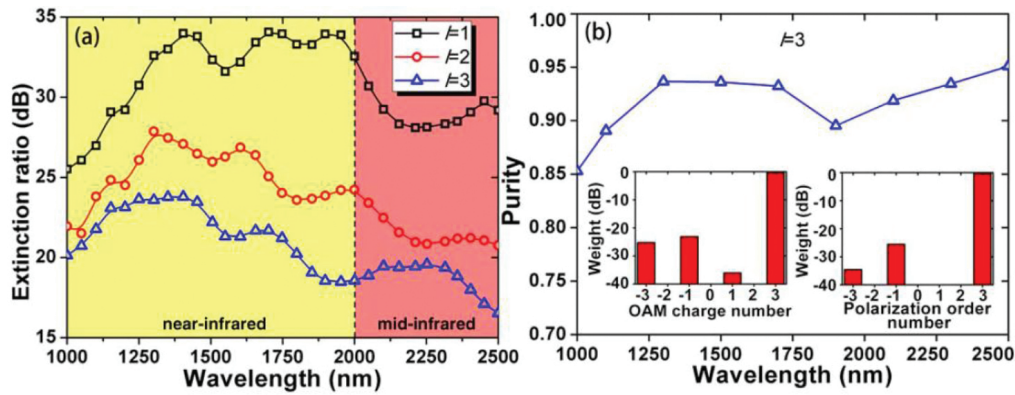 (a)
l=1
l=2
l=3
Extinction ratio (dB)
35
30
25
20
15
near-infrared
mid-infrared
1000 1250 1500 1750 2000 2250 2500
Wavelength (nm)
(b)
l=3
Purity
1.00
0.95
0.90
0.85
0.80
0.75
0.70
Weight (dB)
0
-10
-20
-30
-40
-3 -2 -1 0 1 2 3
OAM charge number
Weight (dB)
0
-10
-20
-30
-40
-3 -2 -1 0 1 2 3
Polarization order
number
1000 1250 1500 1750 2000 2250 2500
Wavelength (nm)